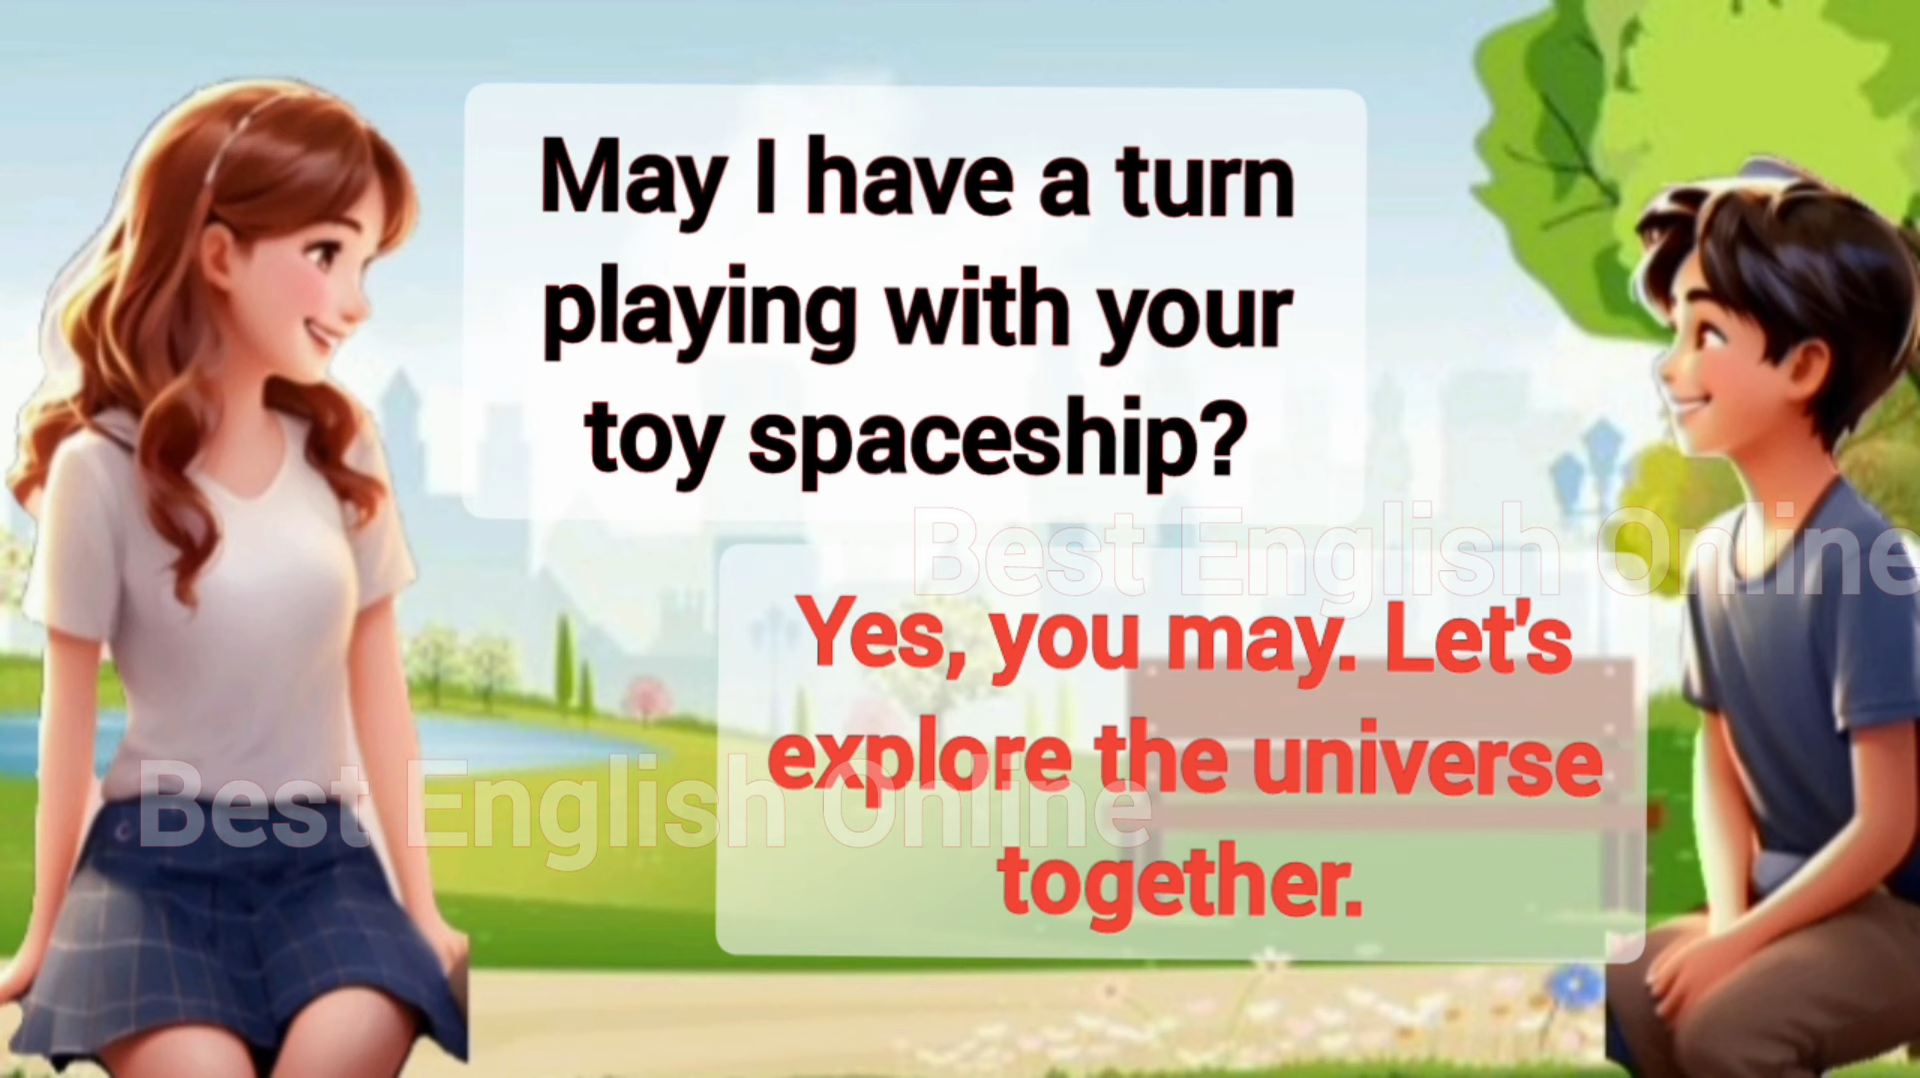 May I have a turn
playing with your
toy spaceship?
Best English Online
Yes, you may. Let's
explore the universe
Best English Online
together.